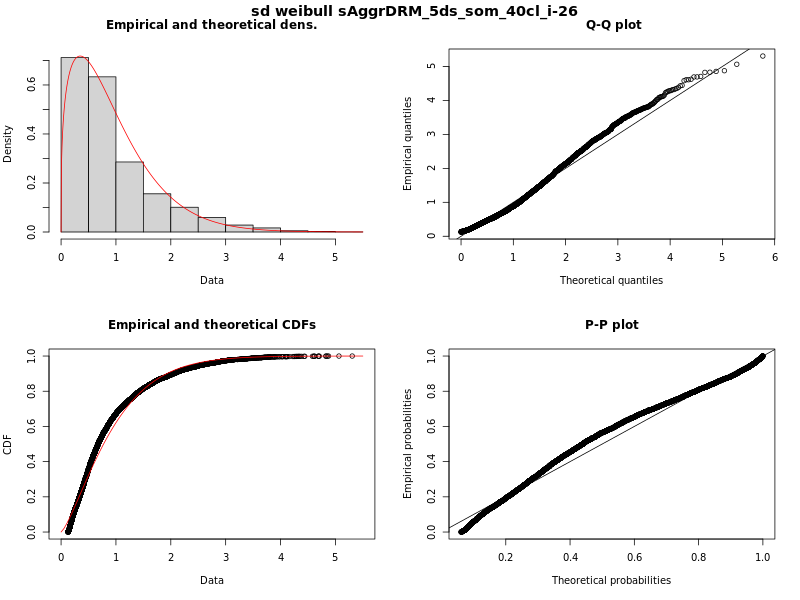 sd weibull sAggrDRM_5ds_som_40cl_i-26
Empirical and theoretical dens.
Density
0.0 0.2 0.4 0.6
0 1 2 3 4 5
Data
Q-Q plot
Empirical quantiles
0 1 2 3 4 5
0 1 2 3 4 5 6
Theoretical quantiles
Empirical and theoretical CDFs
CDF
0.0 0.2 0.4 0.6 0.8 1.0
0 1 2 3 4 5
Data
P-P plot
Empirical probabilities
0.0 0.2 0.4 0.6 0.8 1.0
0.2 0.4 0.6 0.8 1.0
Theoretical probabilities